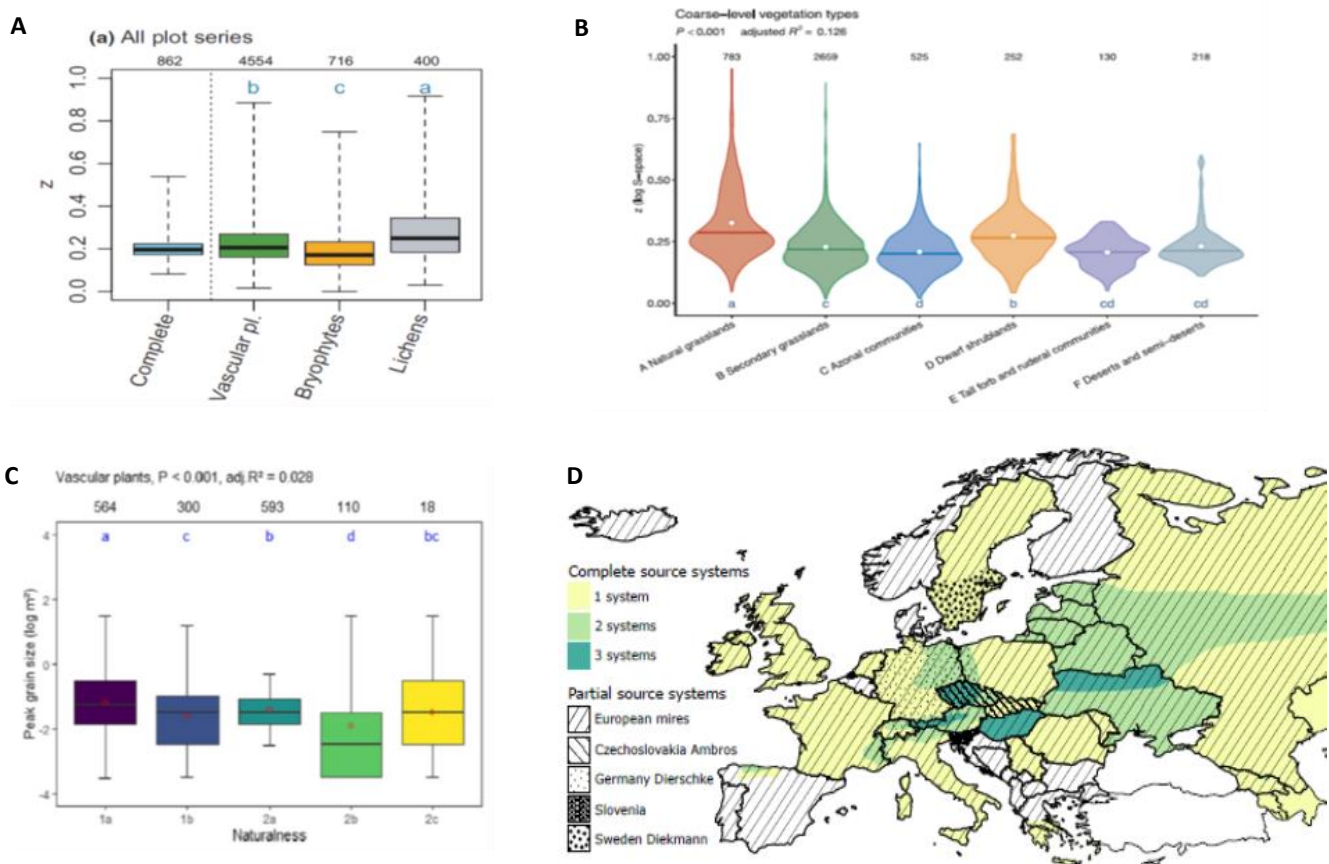 A
(a) All plot series
862 4554 716 400
b c a
1.0
0.8
0.6
0.4
0.2
0.0
z
Complete
Vascular pl.
Bryophytes
Lichens
B
Coarse−level vegetation types
P < 0.001 adjusted R² = 0.126
783 2659 525 252 130 218
1.00
0.75
0.50
0.25
0.00
z (log S−space)
a c d b cd cd
A Natural grasslands
B Secondary grasslands
C Azonal communities
D Dwarf shrublands
E Tall forb and ruderal communities
F Deserts and semi−deserts
C
Vascular plants, P < 0.001, adj.R² = 0.028
564 300 593 110 18
a c b d bc
4
2
0
-2
-4
Peak grain size (log m²)
1a 1b 2a 2b 2c
Naturalness
D
Complete source systems
1 system
2 systems
3 systems
Partial source systems
European mires
Czechoslovakia Ambros
Germany Dierschke
Slovenia
Sweden Diekmann